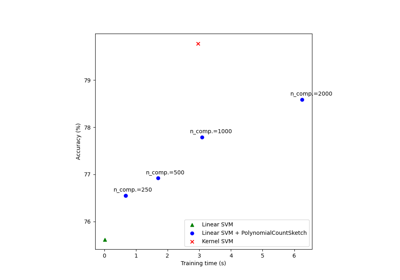 79
78
77
76
Accuracy (%)
n_comp.=2000
n_comp.=1000
n_comp.=500
n_comp.=250
Linear SVM
Linear SVM + PolynomialCountSketch
Kernel SVM
0 1 2 3 4 5 6
Training time (s)